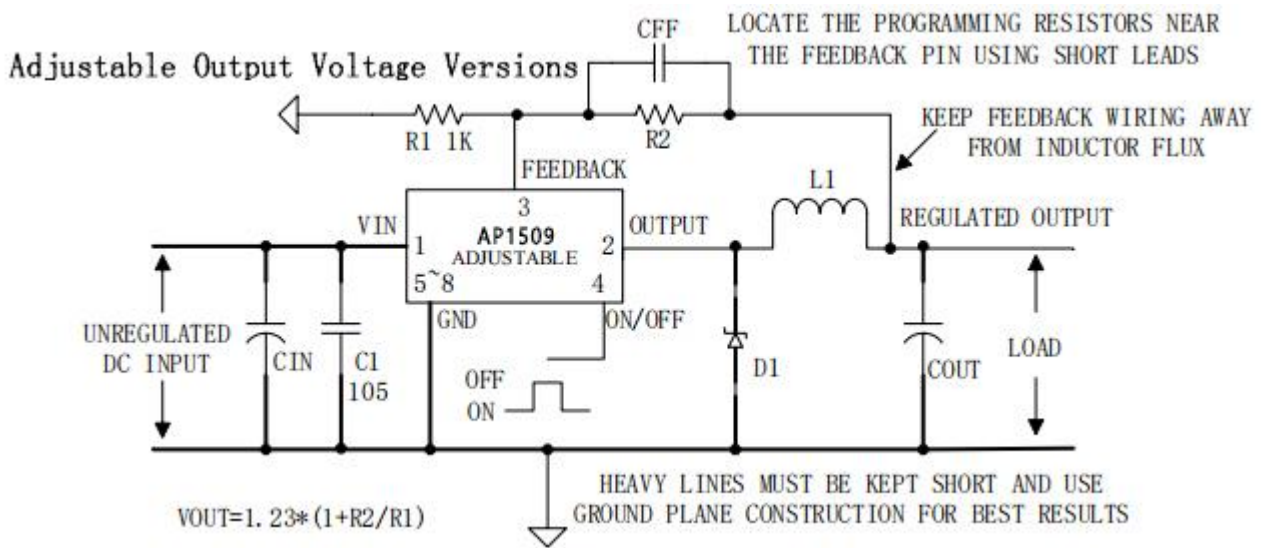 CFF
LOCATE THE PROGRAMMING RESISTORS NEAR
THE FEEDBACK PIN USING SHORT LEADS
Adjustable Output Voltage Versions
R1 1K
R2
KEEP FEEDBACK WIRING AWAY
FROM INDUCTOR FLUX
FEEDBACK
L1
3
VIN
OUTPUT
REGULATED OUTPUT
1
AP1509
2
ADJUSTABLE
5~8
4
GND
ON/OFF
UNREGULATED
DC INPUT
CIN
C1
105
OFF
ON
D1
COUT
LOAD
HEAVY LINES MUST BE KEPT SHORT AND USE
GROUND PLANE CONSTRUCTION FOR BEST RESULTS
VOUT=1.23*(1+R2/R1)